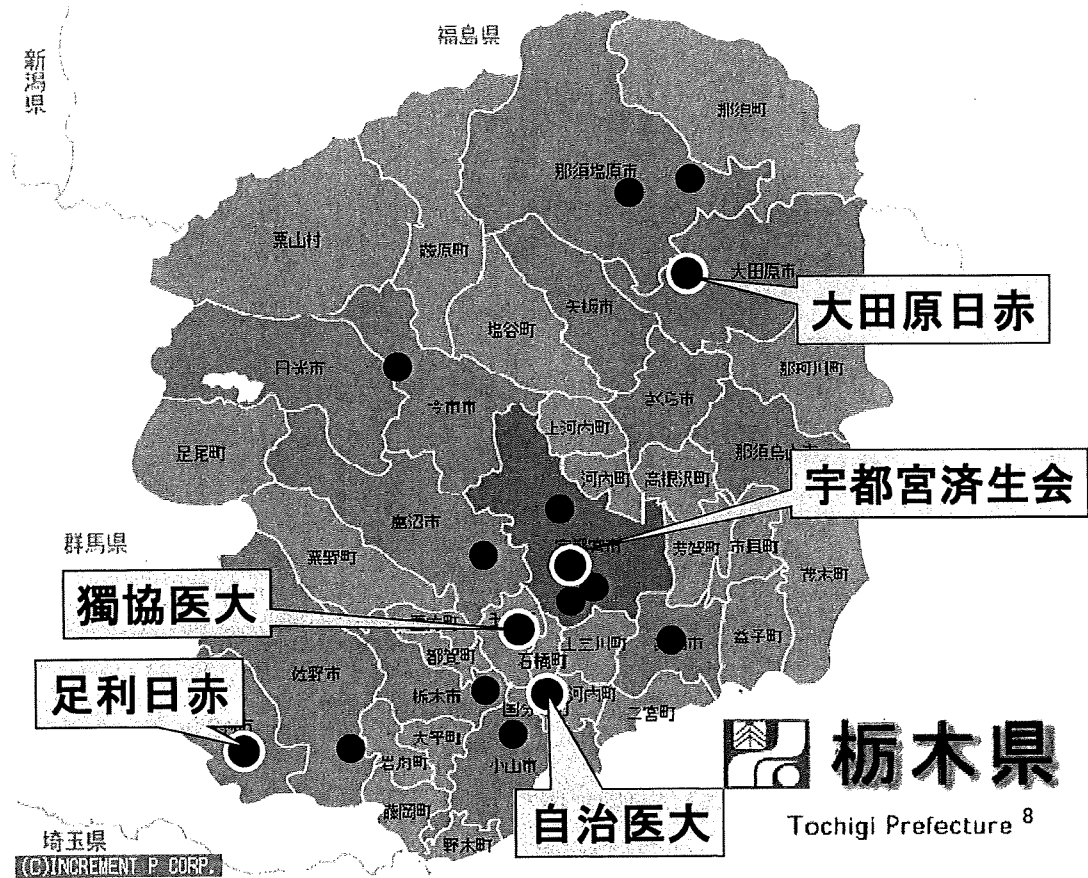 福島県
新潟県
那須町
那須塩原市
栗山村
藤原町
大田原市
大田原日赤
矢板市
塩谷町
日光市
那珂川町
今市市
さくら市
上河内町
足尾町
那須烏山市
河内町
高根沢町
宇都宮済生会
鹿沼市
宇都宮市
群馬県
粟野町
芳賀町
市貝町
茂木町
獨協医大
上三川町
益子町
都賀町
石橋町
佐野市
足利日赤
栃木市
河内町
二宮町
大平町
岩舟町
小山市
栃木県
藤岡町
自治医大
Tochigi Prefecture 8
埼玉県
野木町
(C)INCREMENT P CORP.